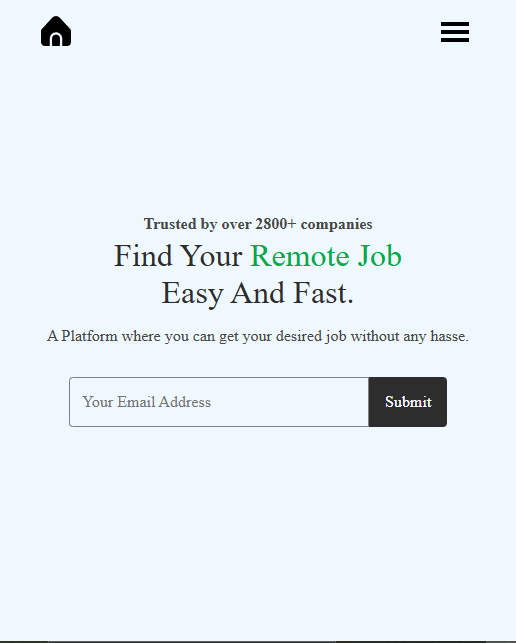 Trusted by over 2800+ companies
Find Your Remote Job
Easy And Fast.
A Platform where you can get your desired job without any hasse.
Your Email Address
Submit